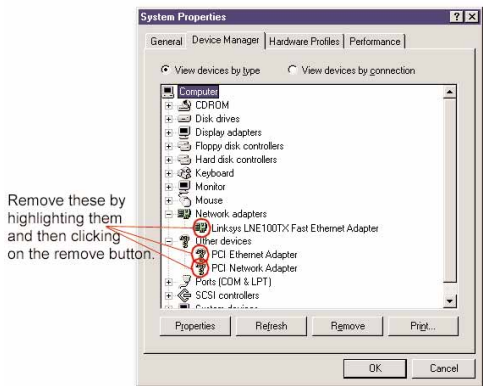 System Properties
General Device Manager Hardware Profiles Performance
View devices by type View devices by connection
Computer
CDROM
Disk drives
Display adapters
Floppy disk controllers
Hard disk controllers
Keyboard
Monitor
Mouse
Network adapters
Linksys LNE100TX Fast Ethernet Adapter
Other devices
PCI Ethernet Adapter
PCI Network Adapter
Ports (COM & LPT)
SCSI controllers
System devices
Properties Refresh Remove Print...
OK Cancel
Remove these by
highlighting them
and then clicking
on the remove button.